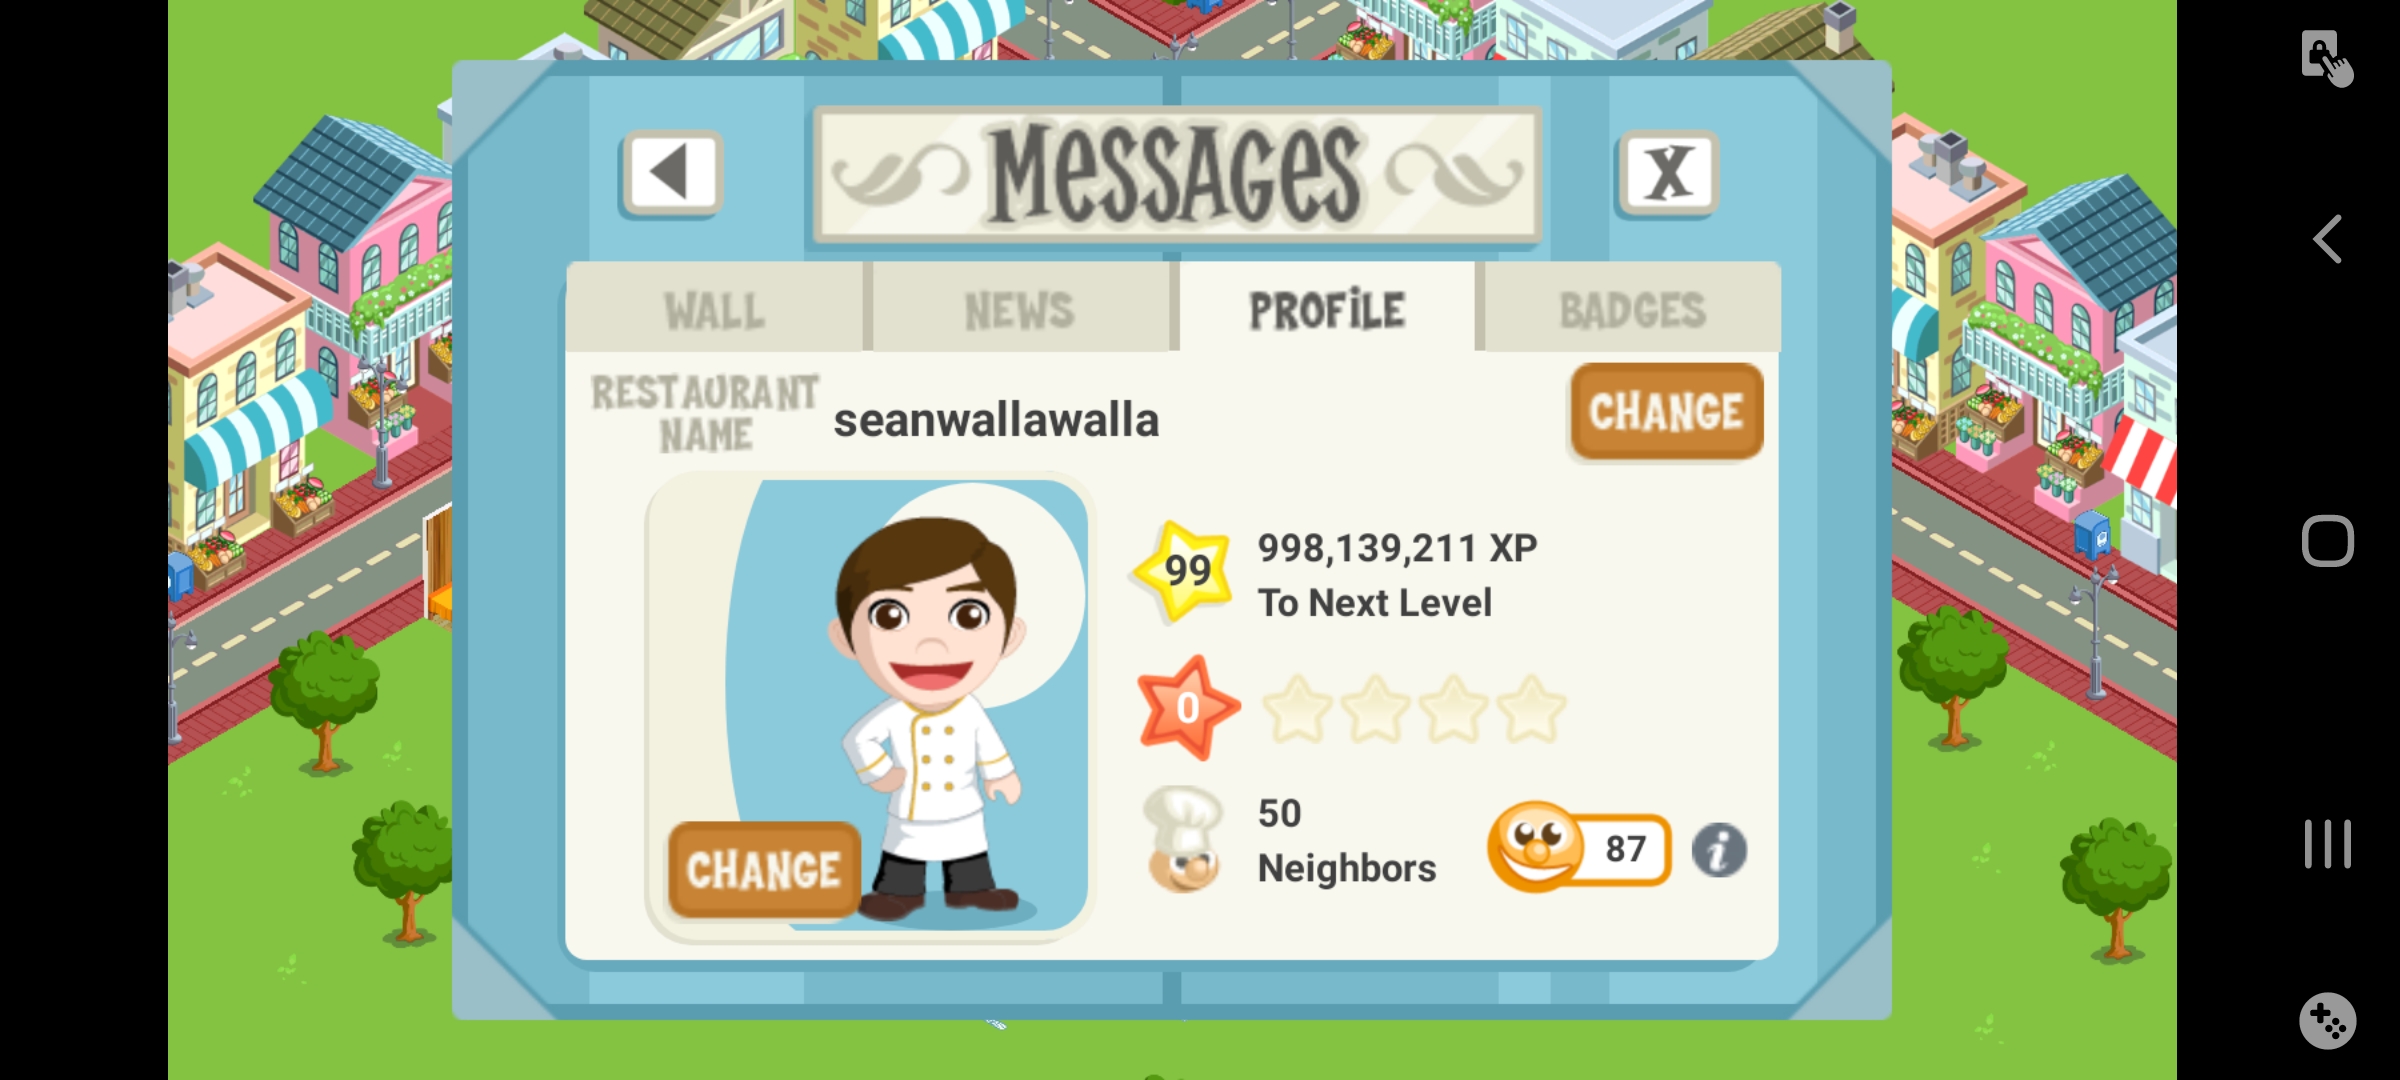 MESSAGES
X
WALL
NEWS
PROFILE
BADGES
RESTAURANT
NAME
seanwallawalla
CHANGE
99
998,139,211 XP
To Next Level
0
50
Neighbors
87
i
CHANGE